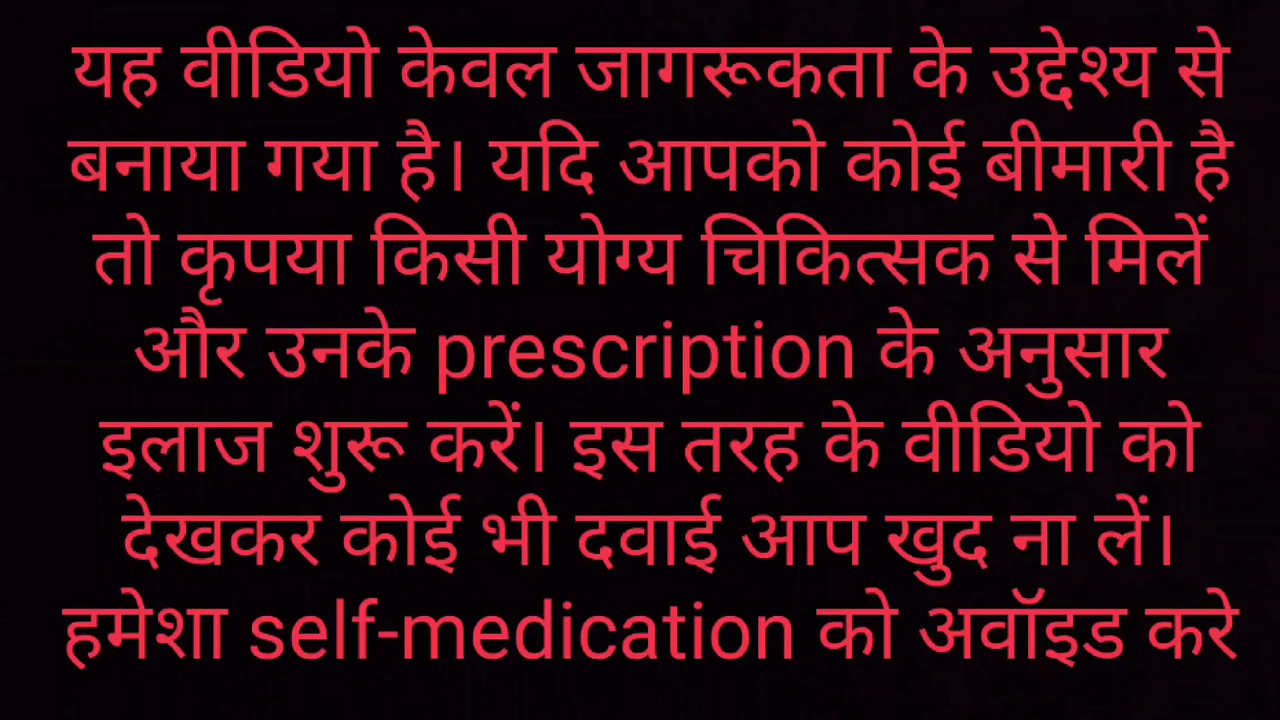 यह वीडियो केवल जागरूकता के उद्देश्य से
बनाया गया है। यदि आपको कोई बीमारी है
तो कृपया किसी योग्य चिकित्सक से मिलें
और उनके prescription के अनुसार
इलाज शुरू करें। इस तरह के वीडियो को
देखकर कोई भी दवाई आप खुद ना लें।
हमेशा self-medication को अवॉइड करे